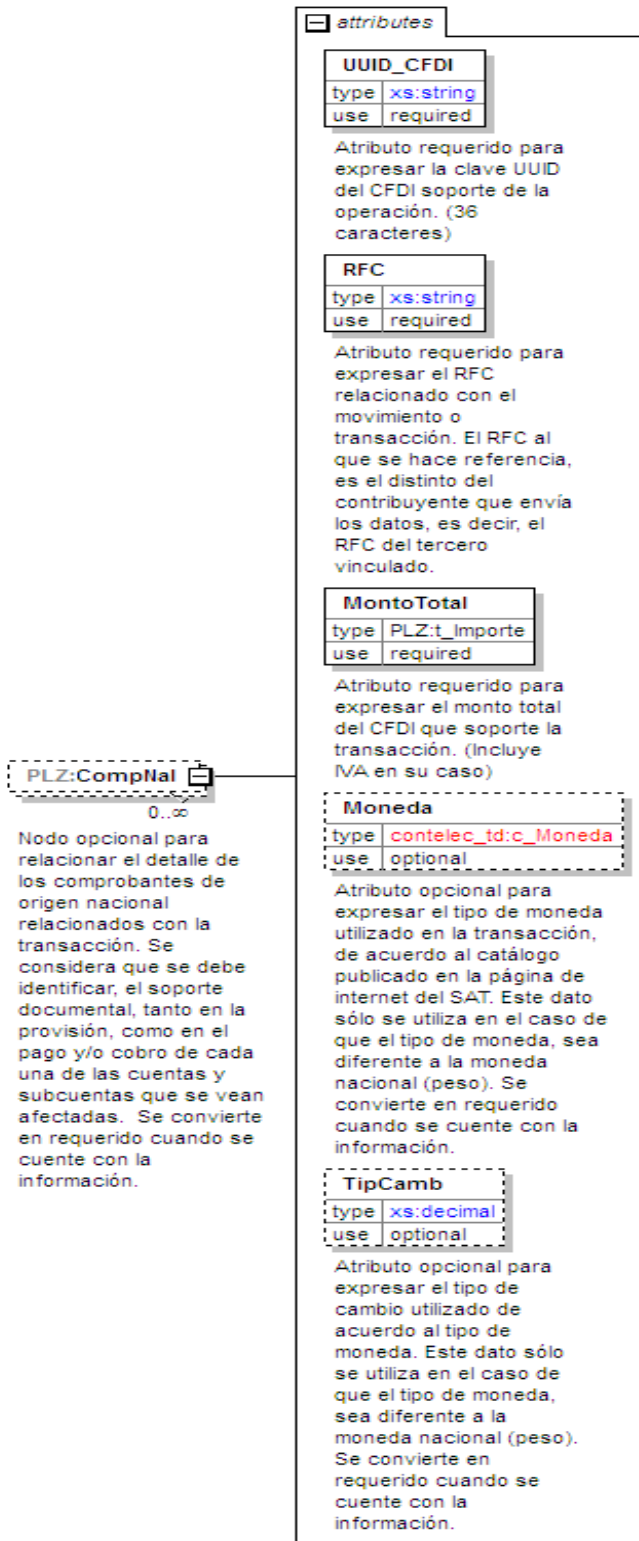 attributes
UUID_CFDI
type xs:string
use required
Atributo requerido para
expresar la clave UUID
del CFDI soporte de la
operación. (36
caracteres)
RFC
type xs:string
use required
Atributo requerido para
expresar el RFC
relacionado con el
movimiento o
transacción. El RFC al
que se hace referencia,
es el distinto del
contribuyente que envía
los datos, es decir, el
RFC del tercero
vinculado.
MontoTotal
type PLZ:t_Importe
use required
Atributo requerido para
expresar el monto total
del CFDI que soporte la
transacción. (Incluye
IVA en su caso)
PLZ:CompNal
0..∞
Nodo opcional para
relacionar el detalle de
los comprobantes de
origen nacional
relacionados con la
transacción. Se
considera que se debe
identificar, el soporte
documental, tanto en la
provisión, como en el
pago y/o cobro de cada
una de las cuentas y
subcuentas que se vean
afectadas. Se convierte
en requerido cuando se
cuente con la
información.
Moneda
type contelec_td:c_Moneda
use optional
Atributo opcional para
expresar el tipo de moneda
utilizado en la transacción,
de acuerdo al catálogo
publicado en la página de
internet del SAT. Este dato
sólo se utiliza en el caso de
que el tipo de moneda, sea
diferente a la moneda
nacional (peso). Se
convierte en requerido
cuando se cuente con la
información.
TipCamb
type xs:decimal
use optional
Atributo opcional para
expresar el tipo de
cambio utilizado de
acuerdo al tipo de
moneda. Este dato sólo
se utiliza en el caso de
que el tipo de moneda,
sea diferente a la
moneda nacional (peso).
Se convierte en
requerido cuando se
cuente con la
información.